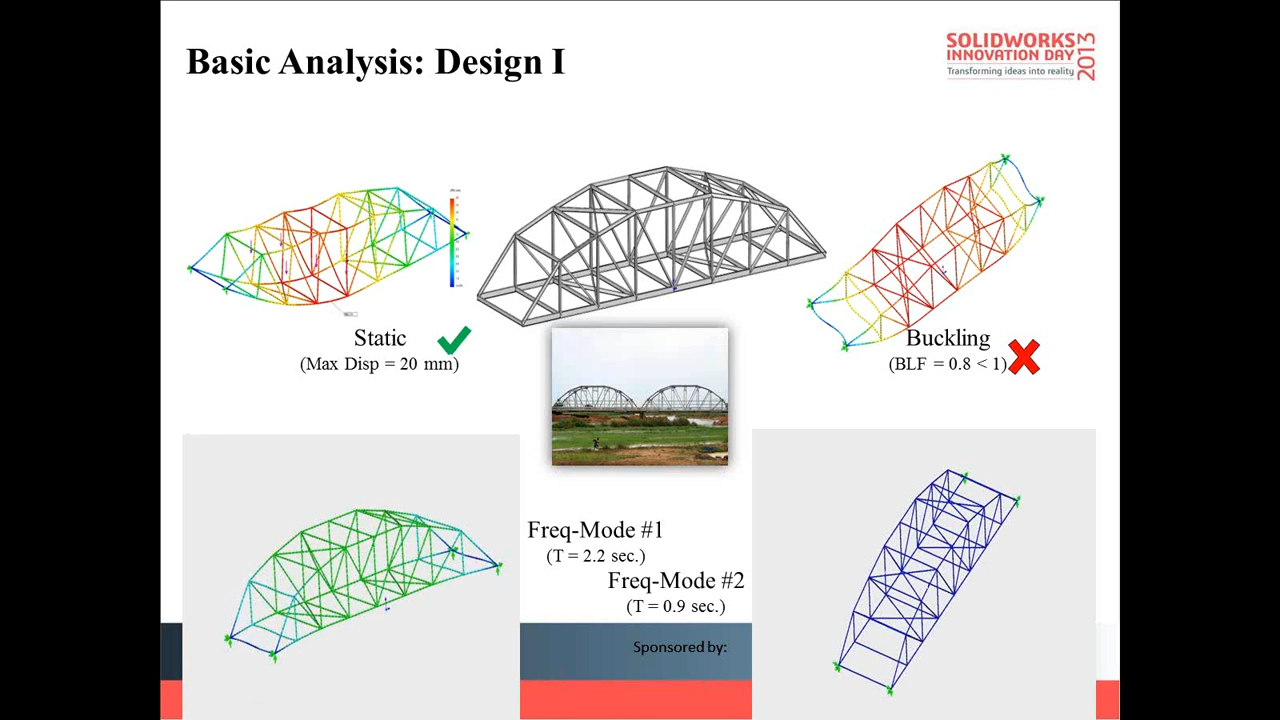 Basic Analysis: Design I
SOLIDWORKS
INNOVATION DAY
Transforming ideas into reality
2013
Static
(Max Disp = 20 mm)
Buckling
(BLF = 0.8 < 1)
Freq-Mode #1
(T = 2.2 sec.)
Freq-Mode #2
(T = 0.9 sec.)
Sponsored by: